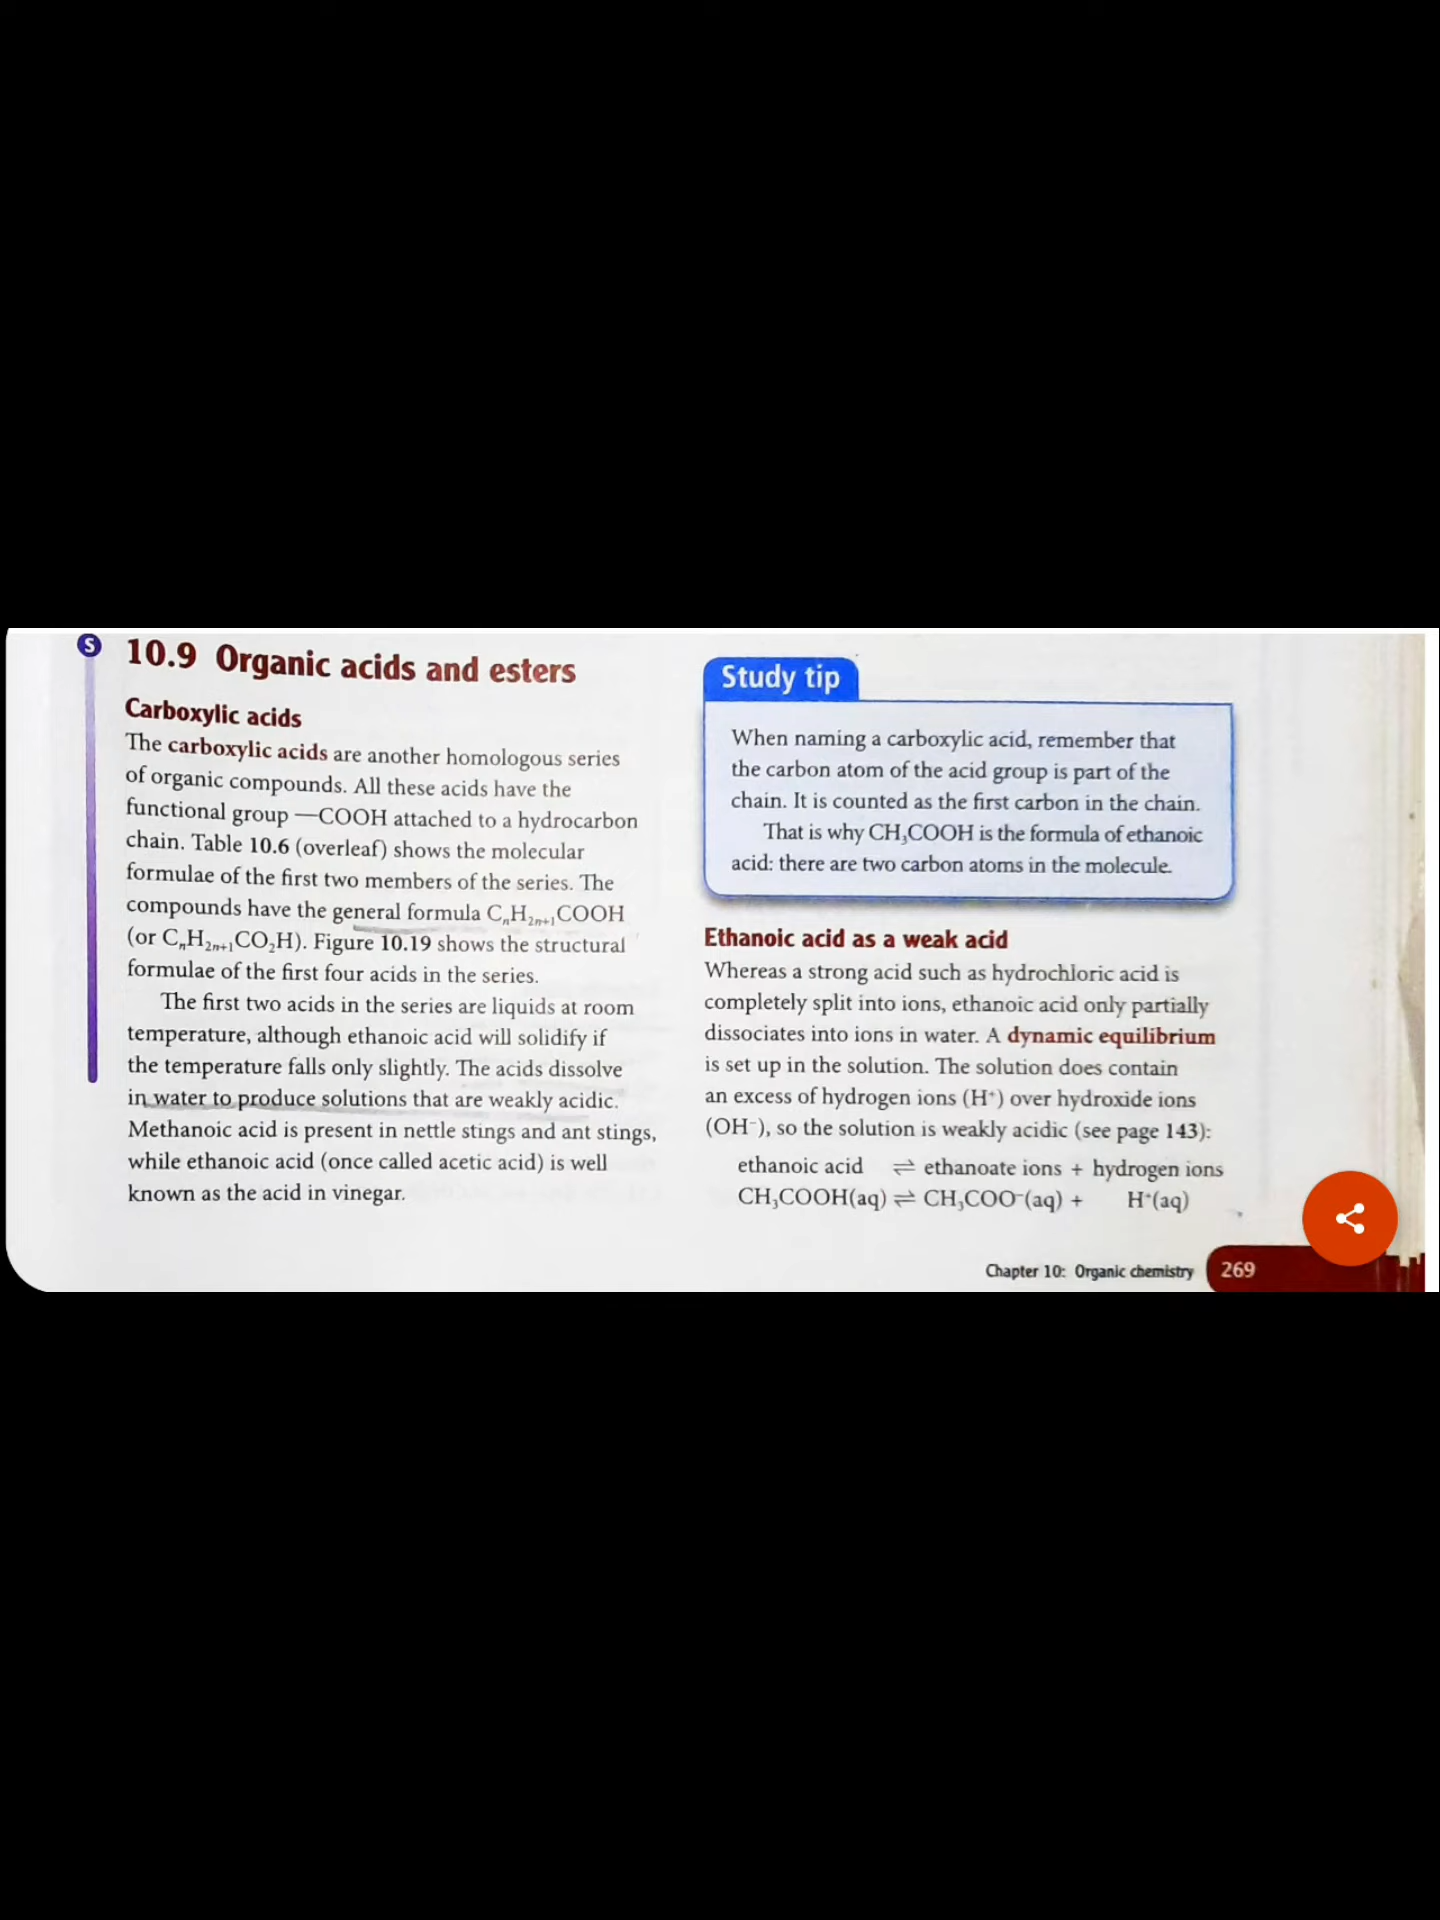 S
10.9 Organic acids and esters
Carboxylic acids
The carboxylic acids are another homologous series
of organic compounds. All these acids have the
functional group —COOH attached to a hydrocarbon
chain. Table 10.6 (overleaf) shows the molecular
formulae of the first two members of the series. The
compounds have the general formula CₙH₂ₙ₊₁COOH
(or CₙH₂ₙ₊₁CO₂H). Figure 10.19 shows the structural
formulae of the first four acids in the series.
The first two acids in the series are liquids at room
temperature, although ethanoic acid will solidify if
the temperature falls only slightly. The acids dissolve
in water to produce solutions that are weakly acidic.
Methanoic acid is present in nettle stings and ant stings,
while ethanoic acid (once called acetic acid) is well
known as the acid in vinegar.
Study tip
When naming a carboxylic acid, remember that
the carbon atom of the acid group is part of the
chain. It is counted as the first carbon in the chain.
That is why CH₃COOH is the formula of ethanoic
acid: there are two carbon atoms in the molecule.
Ethanoic acid as a weak acid
Whereas a strong acid such as hydrochloric acid is
completely split into ions, ethanoic acid only partially
dissociates into ions in water. A dynamic equilibrium
is set up in the solution. The solution does contain
an excess of hydrogen ions (H⁺) over hydroxide ions
(OH⁻), so the solution is weakly acidic (see page 143):
ethanoic acid ⇌ ethanoate ions + hydrogen ions
CH₃COOH(aq) ⇌ CH₃COO⁻(aq) + H⁺(aq)
Chapter 10: Organic chemistry 269